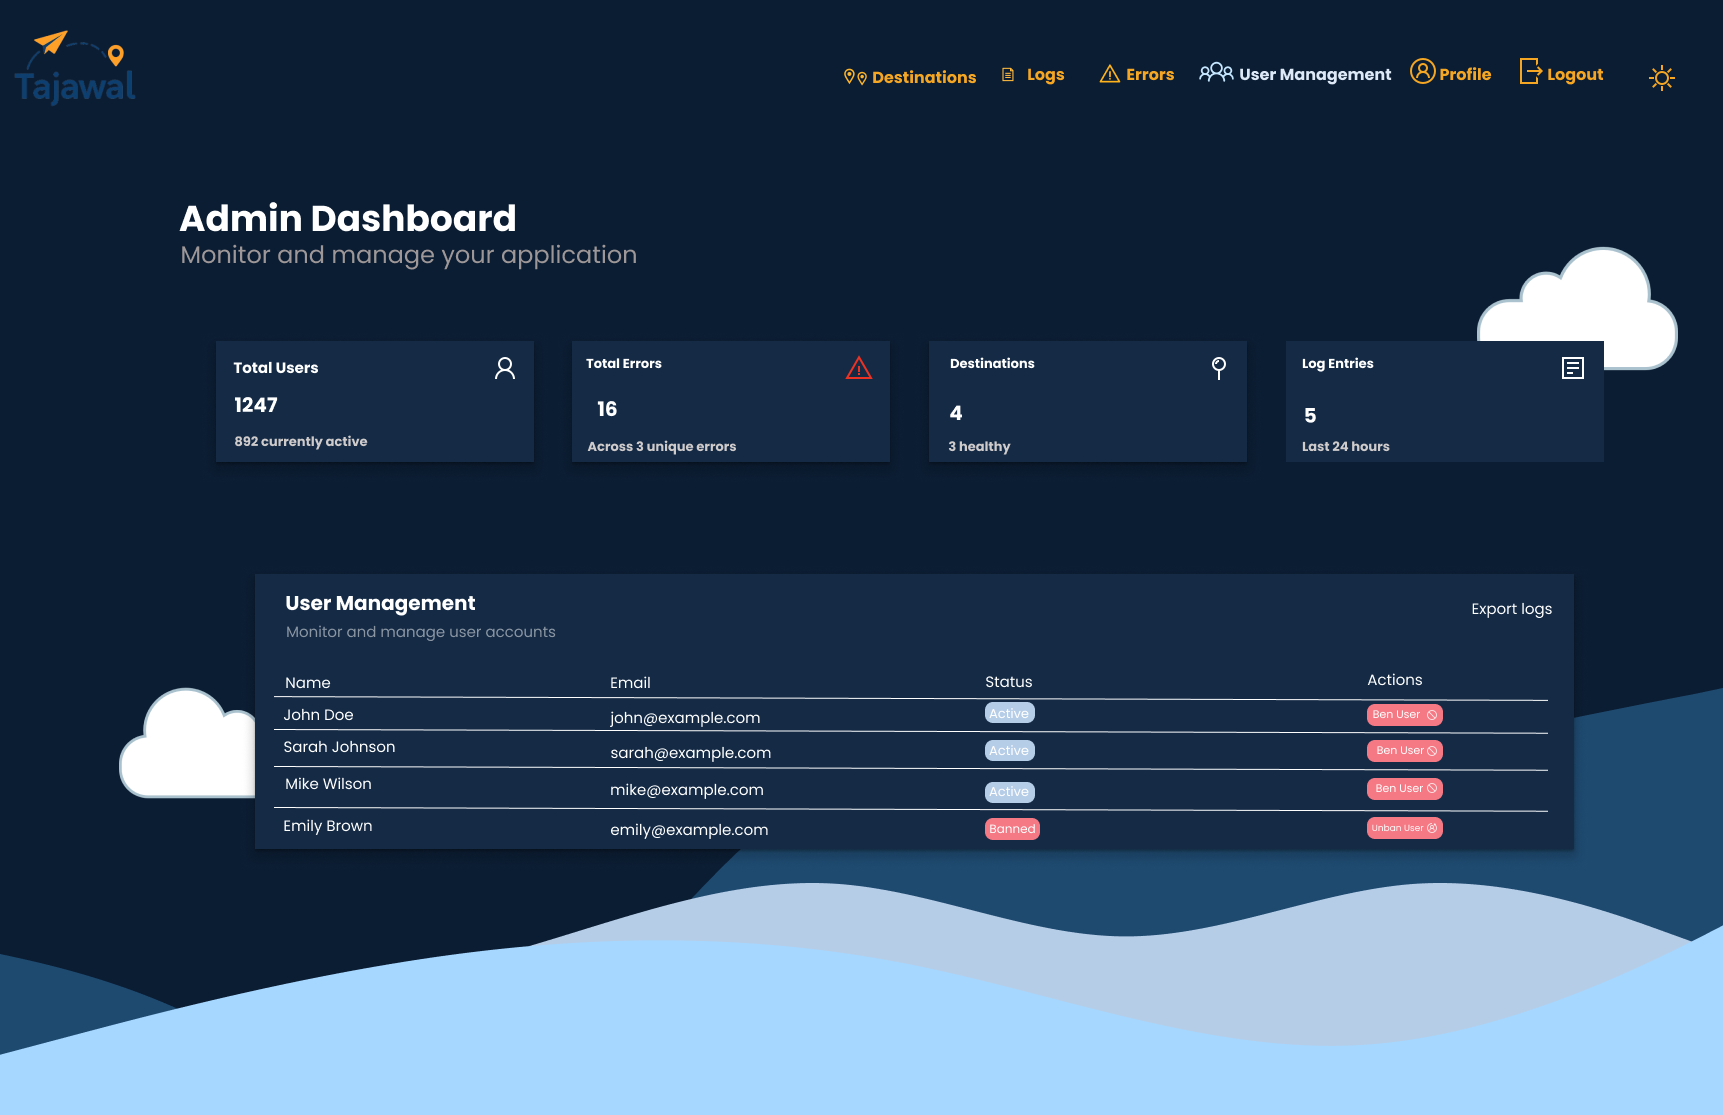 Tajawal
Destinations Logs Errors User Management Profile Logout
Admin Dashboard
Monitor and manage your application
Total Users
1247
892 currently active
Total Errors
16
Across 3 unique errors
Destinations
4
3 healthy
Log Entries
5
Last 24 hours
User Management
Monitor and manage user accounts
Export logs
Name Email Status Actions
John Doe john@example.com Active Ben User
Sarah Johnson sarah@example.com Active Ben User
Mike Wilson mike@example.com Active Ben User
Emily Brown emily@example.com Banned Unban User